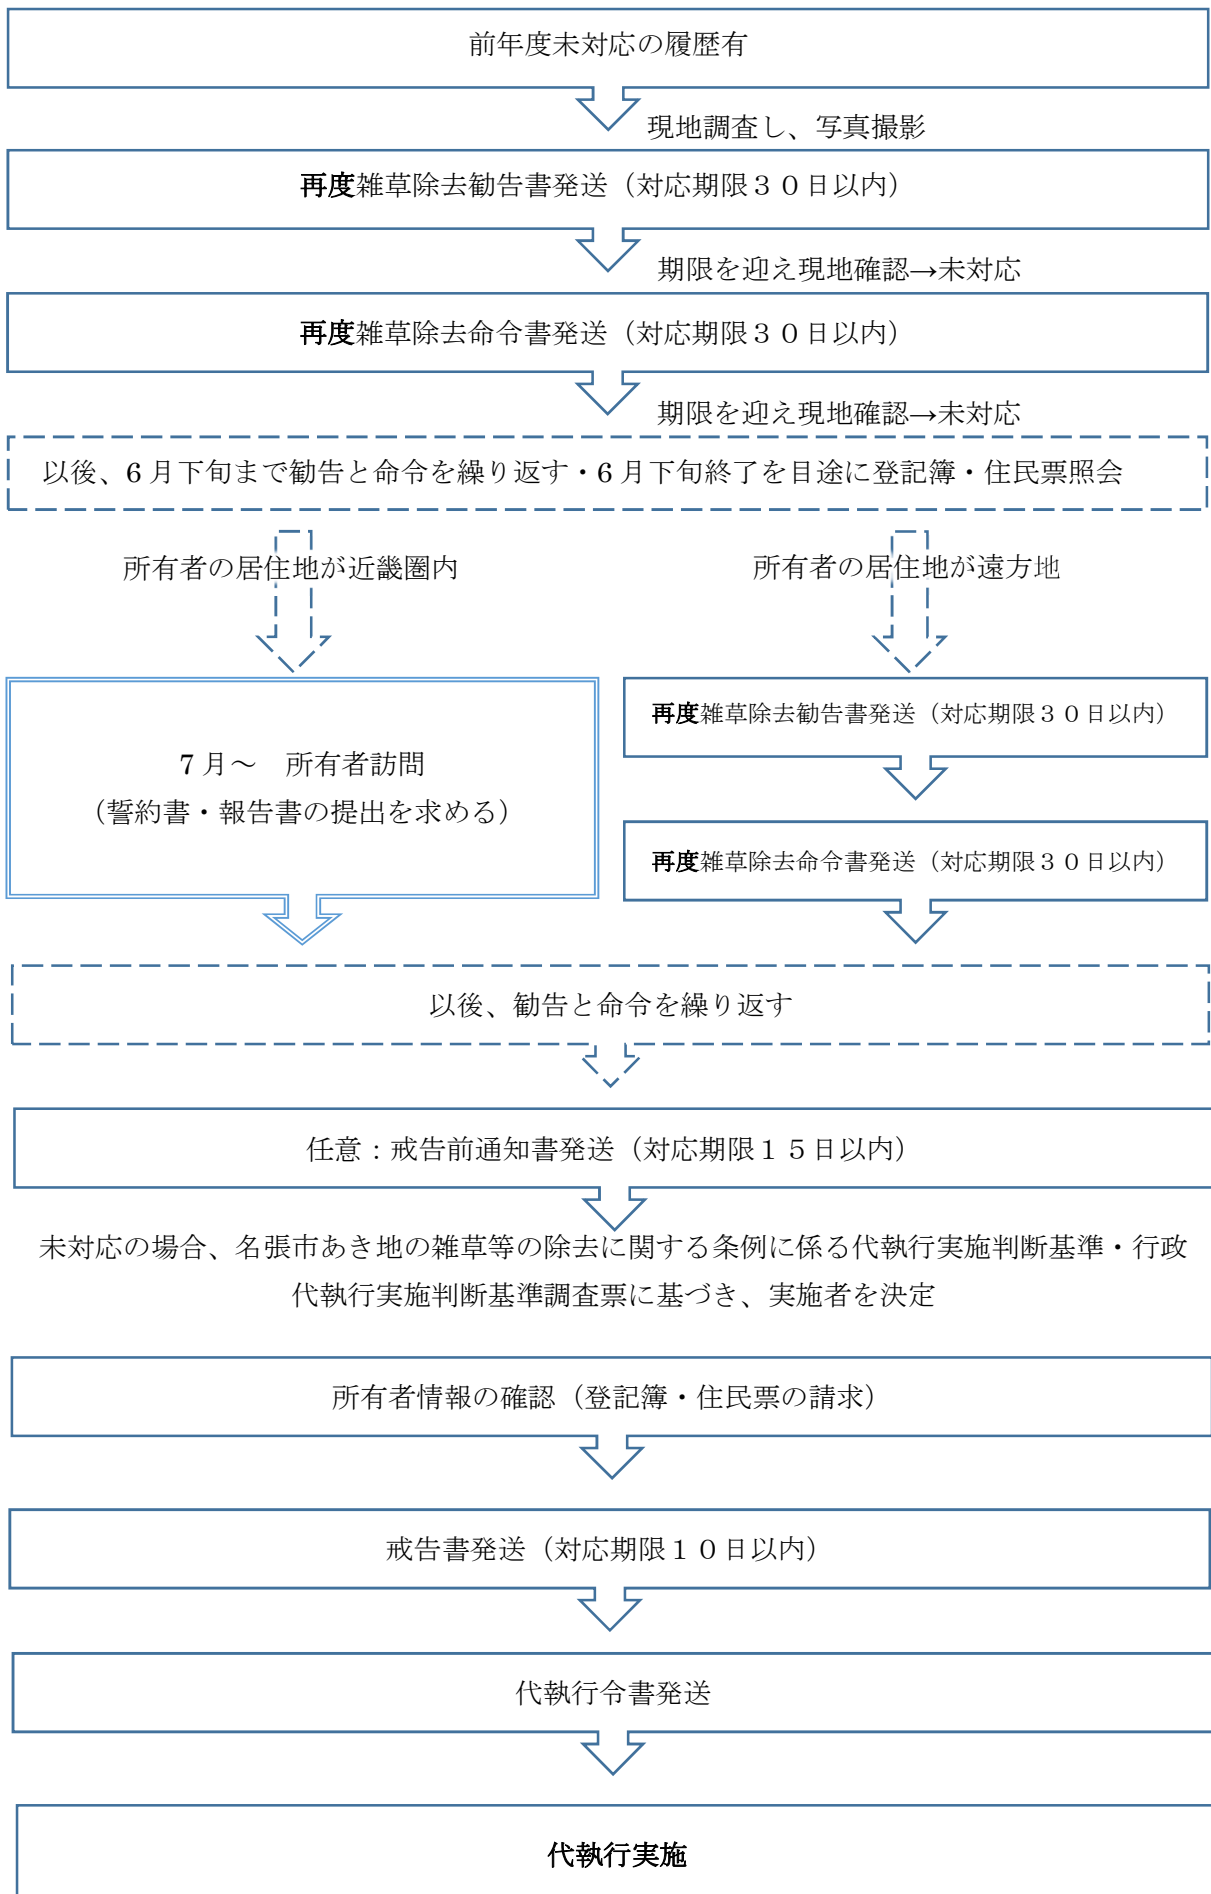 前年度未対応の履歴有
現地調査し、写真撮影
再度雑草除去勧告書発送（対応期限３０日以内）
期限を迎え現地確認→未対応
再度雑草除去命令書発送（対応期限３０日以内）
期限を迎え現地確認→未対応
以後、6 月下旬まで勧告と命令を繰り返す・6 月下旬終了を目途に登記簿・住民票照会
所有者の居住地が近畿圏内
所有者の居住地が遠方地
7 月～　所有者訪問
（誓約書・報告書の提出を求める）
再度雑草除去勧告書発送（対応期限３０日以内）
再度雑草除去命令書発送（対応期限３０日以内）
以後、勧告と命令を繰り返す
任意：戒告前通知書発送（対応期限１５日以内）
未対応の場合、名張市あき地の雑草等の除去に関する条例に係る代執行実施判断基準・行政
代執行実施判断基準調査票に基づき、実施者を決定
所有者情報の確認（登記簿・住民票の請求）
戒告書発送（対応期限１０日以内）
代執行令書発送
代執行実施